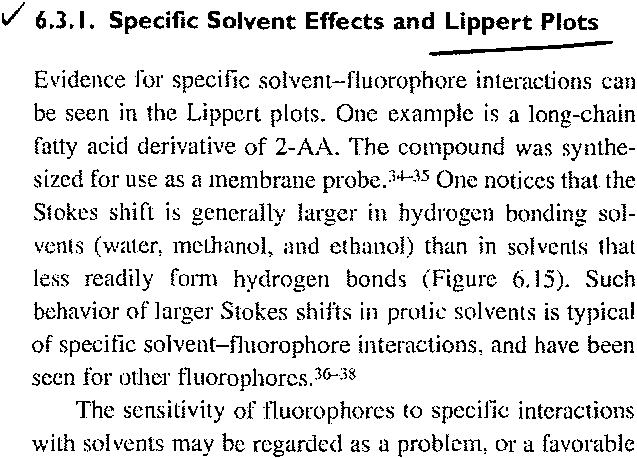 ✓ 6.3.1. Specific Solvent Effects and Lippert Plots
Evidence for specific solvent–fluorophore interactions can
be seen in the Lippert plots. One example is a long-chain
fatty acid derivative of 2-AA. The compound was synthe-
sized for use as a membrane probe.34–35 One notices that the
Stokes shift is generally larger in hydrogen bonding sol-
vents (water, methanol, and ethanol) than in solvents that
less readily form hydrogen bonds (Figure 6.15). Such
behavior of larger Stokes shifts in protic solvents is typical
of specific solvent–fluorophore interactions, and have been
seen for other fluorophores.36–38
The sensitivity of fluorophores to specific interactions
with solvents may be regarded as a problem, or a favorable